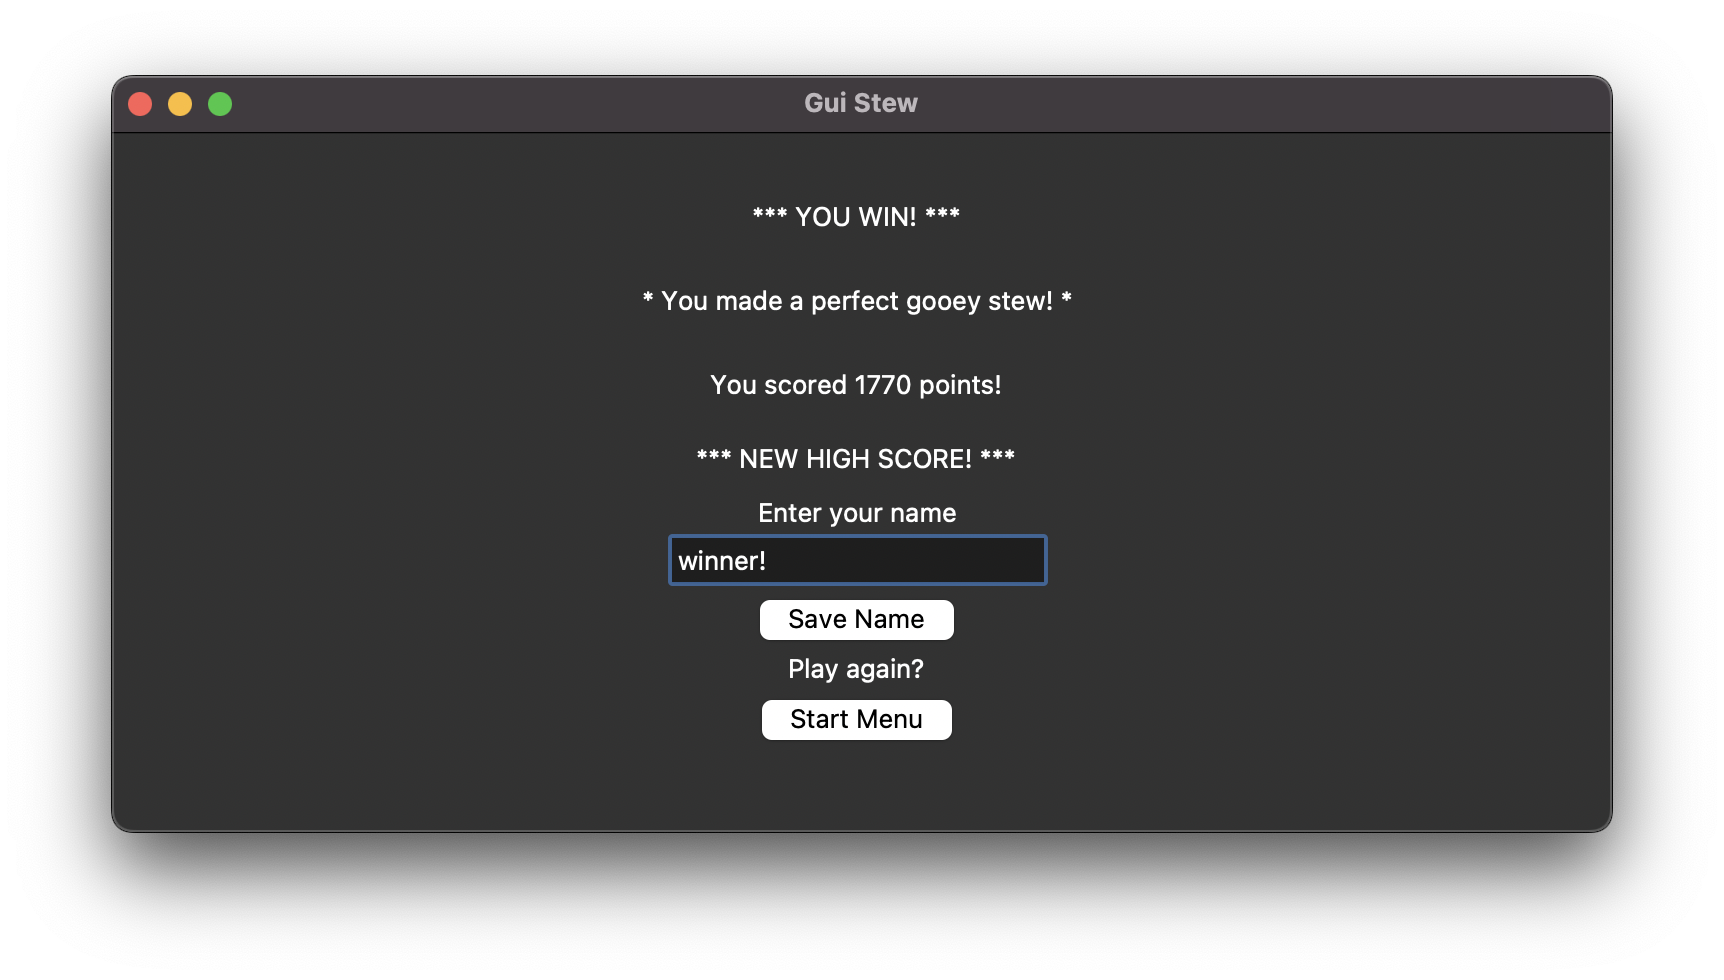 Gui Stew
*** YOU WIN! ***
* You made a perfect gooey stew! *
You scored 1770 points!
*** NEW HIGH SCORE! ***
Enter your name
winner!
Save Name
Play again?
Start Menu